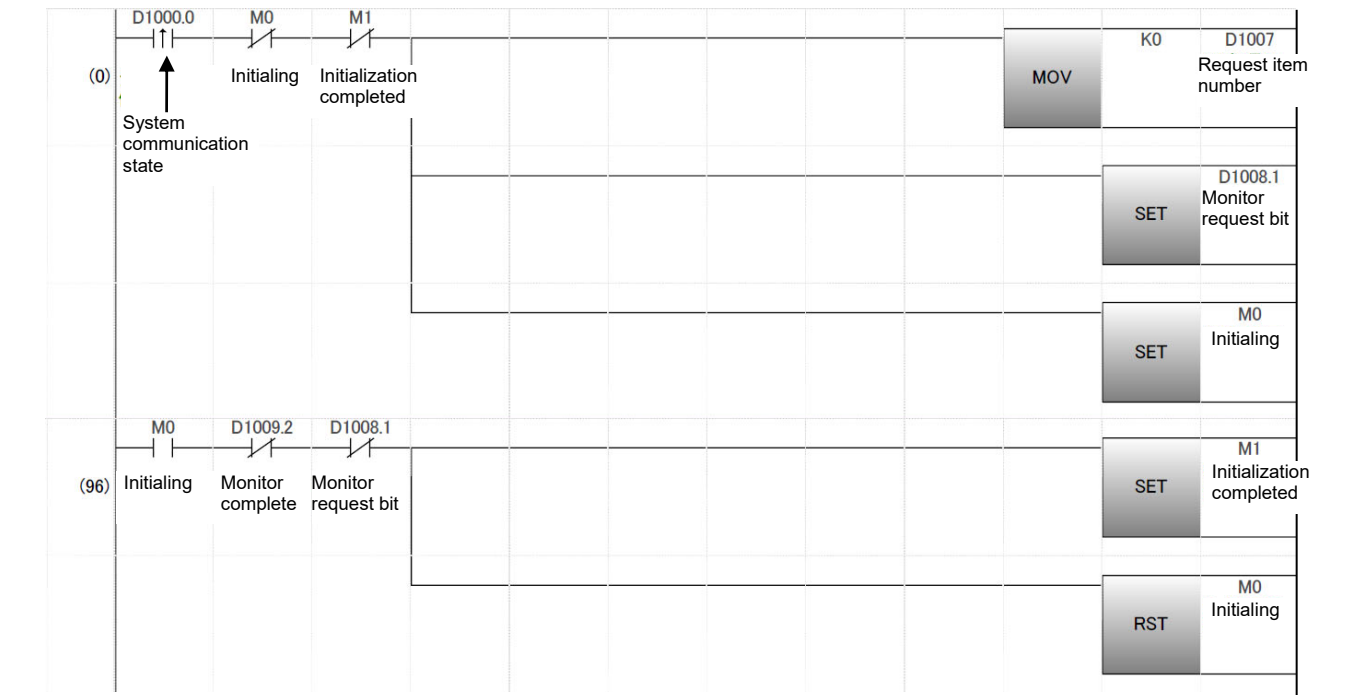 D1000.0 M0 M1
K0 D1007
(0)
Initialing
Initialization
completed
MOV
Request item
number
System
communication
state
D1008.1
SET
Monitor
request bit
M0
SET
Initialing
M0 D1009.2 D1008.1
M1
(96)
Initialing
Monitor
complete
Monitor
request bit
SET
Initialization
completed
M0
RST
Initialing